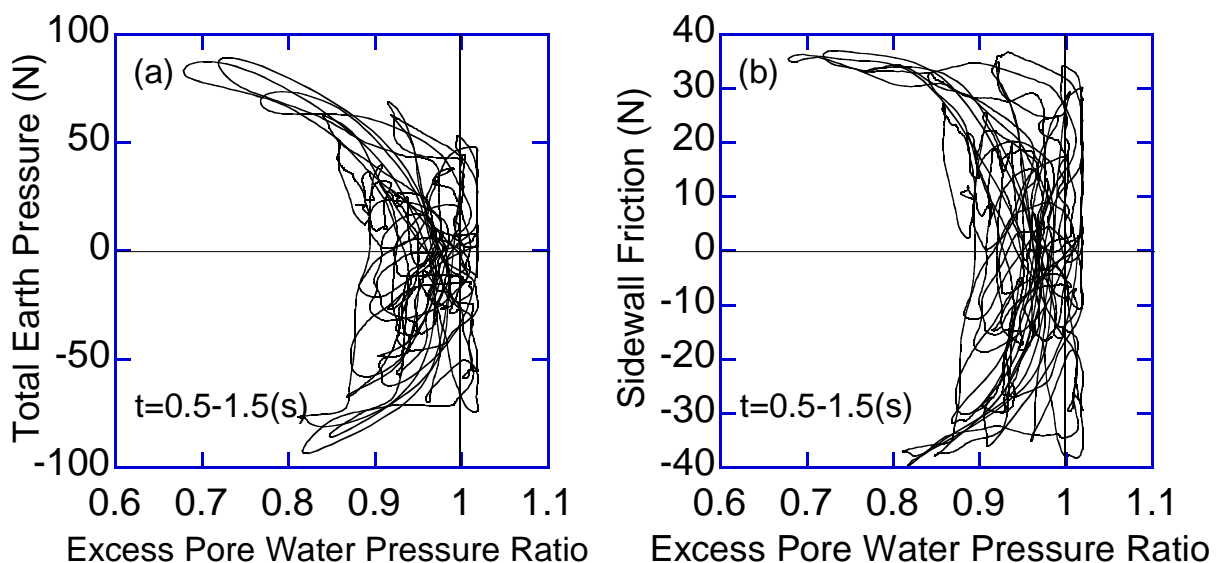 (a)
Total Earth Pressure (N)
100
50
0
-50
-100
t=0.5-1.5(s)
0.6 0.7 0.8 0.9 1 1.1
Excess Pore Water Pressure Ratio
(b)
Sidewall Friction (N)
40
30
20
10
0
-10
-20
-30
-40
t=0.5-1.5(s)
0.6 0.7 0.8 0.9 1 1.1
Excess Pore Water Pressure Ratio